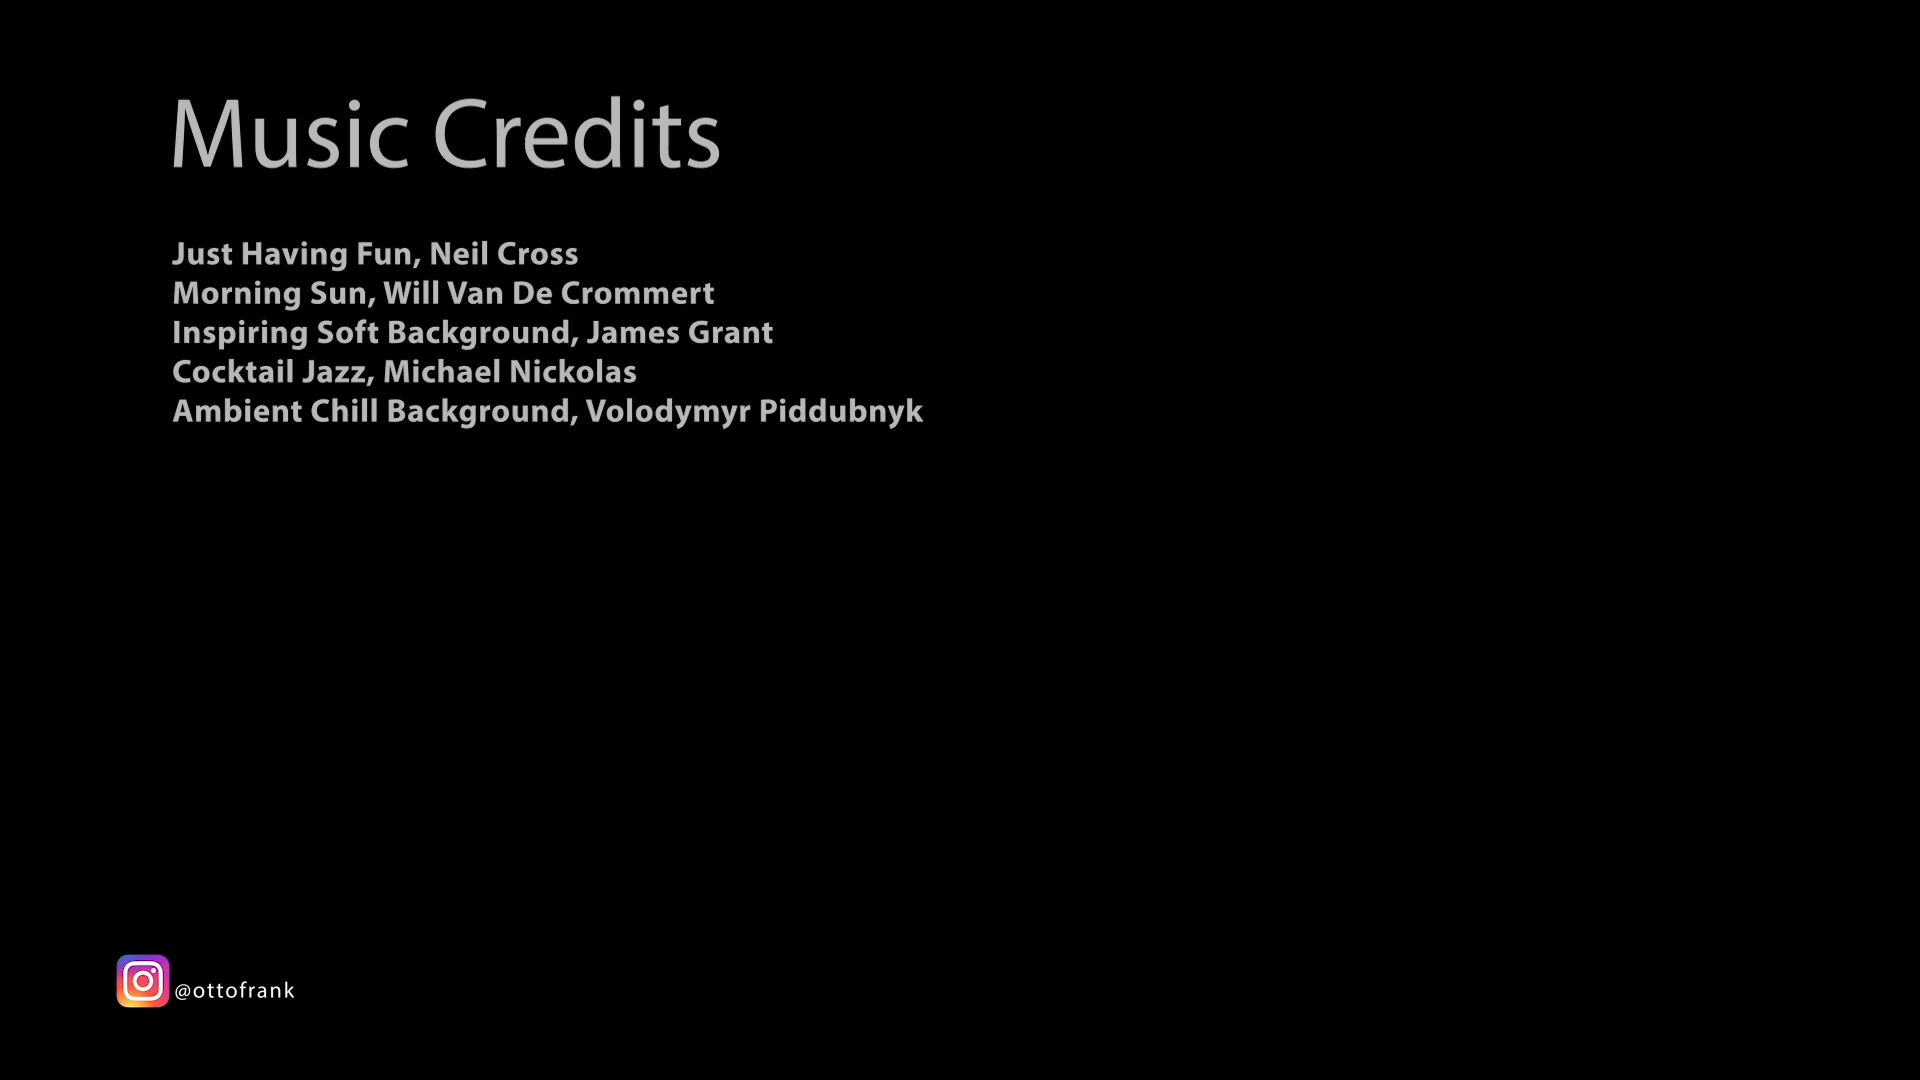 Music Credits
Just Having Fun, Neil Cross
Morning Sun, Will Van De Crommert
Inspiring Soft Background, James Grant
Cocktail Jazz, Michael Nickolas
Ambient Chill Background, Volodymyr Piddubnyk
@ottofrank